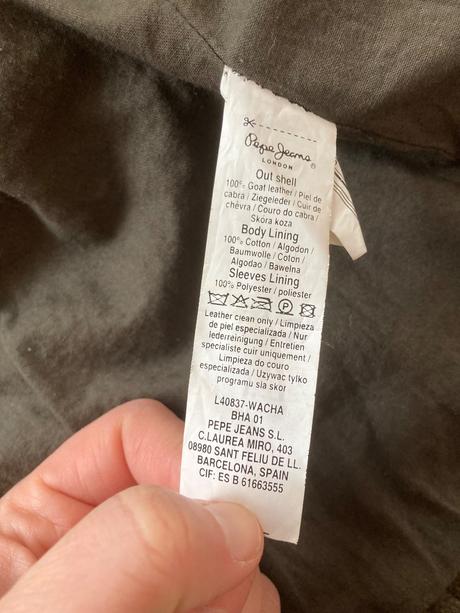 Pepe Jeans®
LONDON
Out shell
100% Goat leather / Piel de
cabra / Ziegeleder / Cuir de
chèvra / Couro do cabra /
Skóra koza
Body Lining
100% Cotton / Algodon /
Baumwolle / Coton /
Algodao / Bawelna
Sleeves Lining
100% Polyester / poliester
P
Leather clean only / Limpieza
de piel especializada / Nur
lederreinigung / Entretien
specialiste cuir uniquement /
Limpieza do couro
especializada / Uzywac tylko
programu sla skor
L40837-WACHA
BHA 01
PEPE JEANS S.L.
C.LAUREA MIRO, 403
08980 SANT FELIU DE LL.
BARCELONA, SPAIN
CIF: ES B 61663555